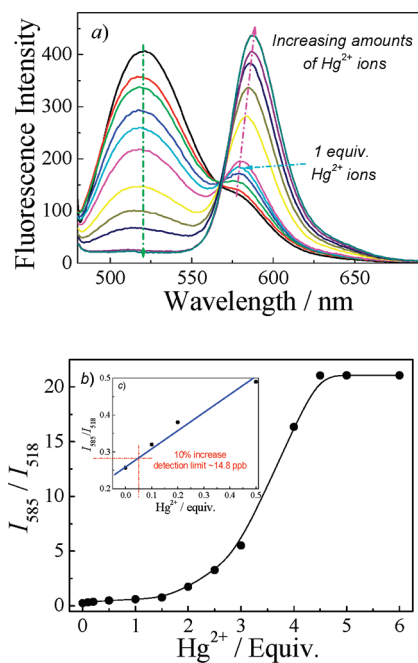 a)
Increasing amounts
of Hg2+ ions
1 equiv.
Hg2+ ions
Fluorescence Intensity
400
300
200
100
0
500 550 600 650
Wavelength / nm
b)
c)
I585/I518
0.5
0.4
0.3
0.2
10% increase
detection limit ~14.8 ppb
0.0 0.1 0.2 0.3 0.4 0.5
Hg2+ / equiv.
I585 / I518
20
15
10
5
0
0 1 2 3 4 5 6
Hg2+ / Equiv.